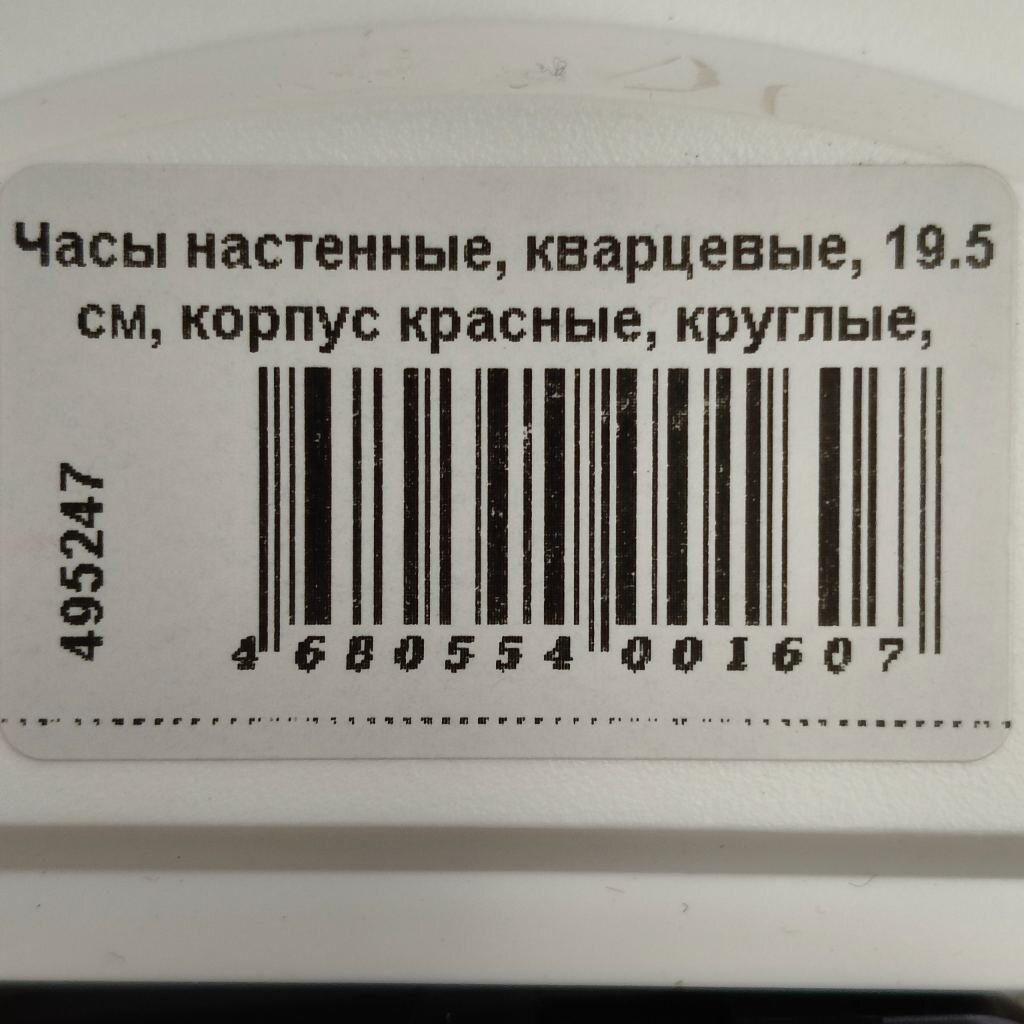 Часы настенные, кварцевые, 19.5
см, корпус красные, круглые,
495247
4 680554 001607